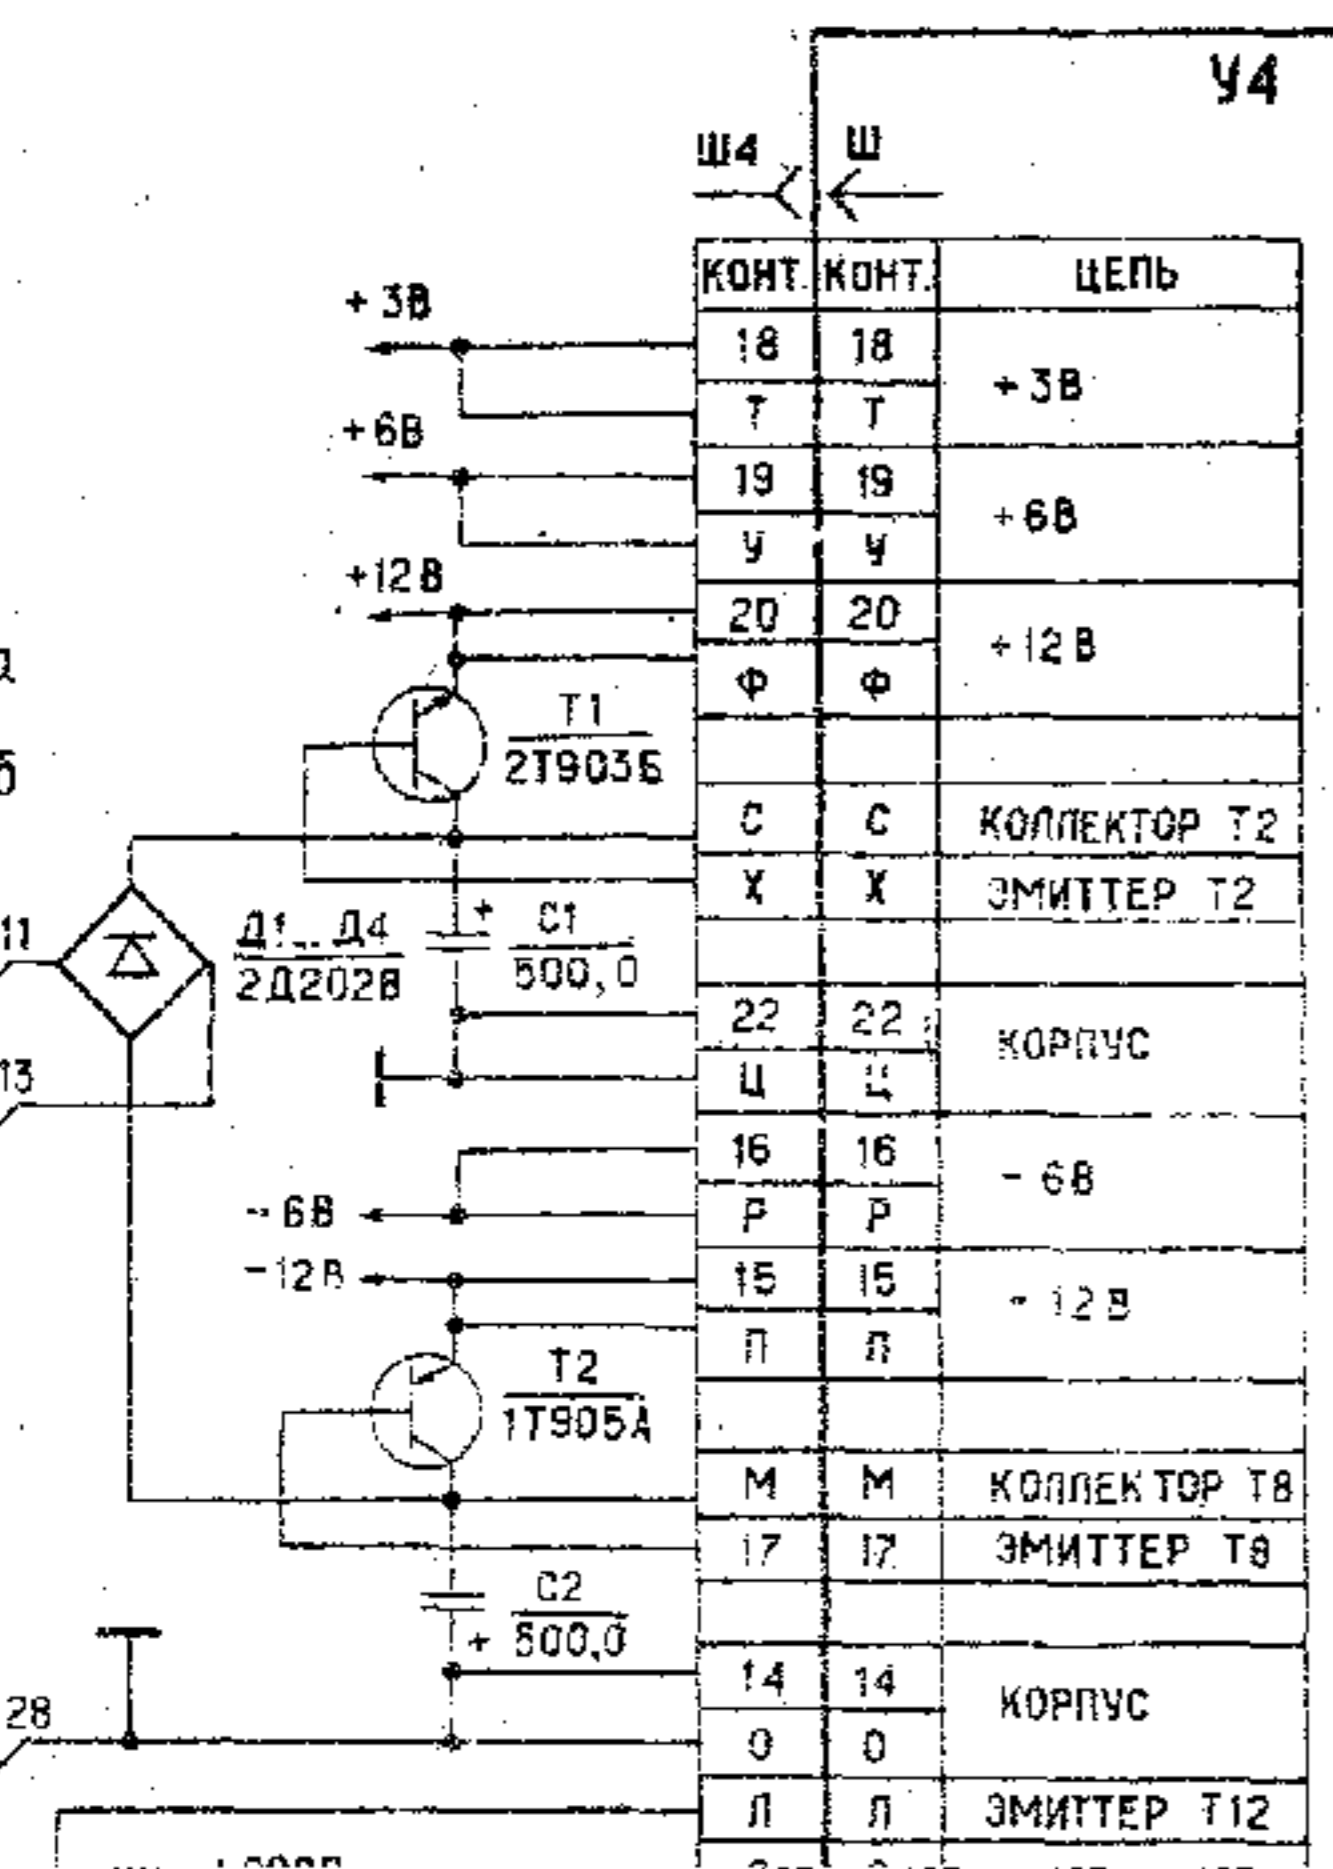 У4
Ш4 Ш
КОНТ. КОНТ. ЦЕПЬ
+3В
18 18
+3В
Т Т
+6В
19 19
+6В
У У
+12В
20 20
+12В
Ф Ф
Т1
2Т903Б
С С КОЛЛЕКТОР Т2
Х Х ЭМИТТЕР Т2
11
Д1...Д4
2Д202В
+ С1
500,0
22 22
КОРПУС
Ц Ц
13
16 16
-6В
-6В
Р Р
-12В
15 15
-12В
П П
Т2
1Т905А
М М КОЛЛЕКТОР Т8
17 17 ЭМИТТЕР Т8
С2
+ 500,0
14 14
КОРПУС
28
О О
Л Л ЭМИТТЕР Т12